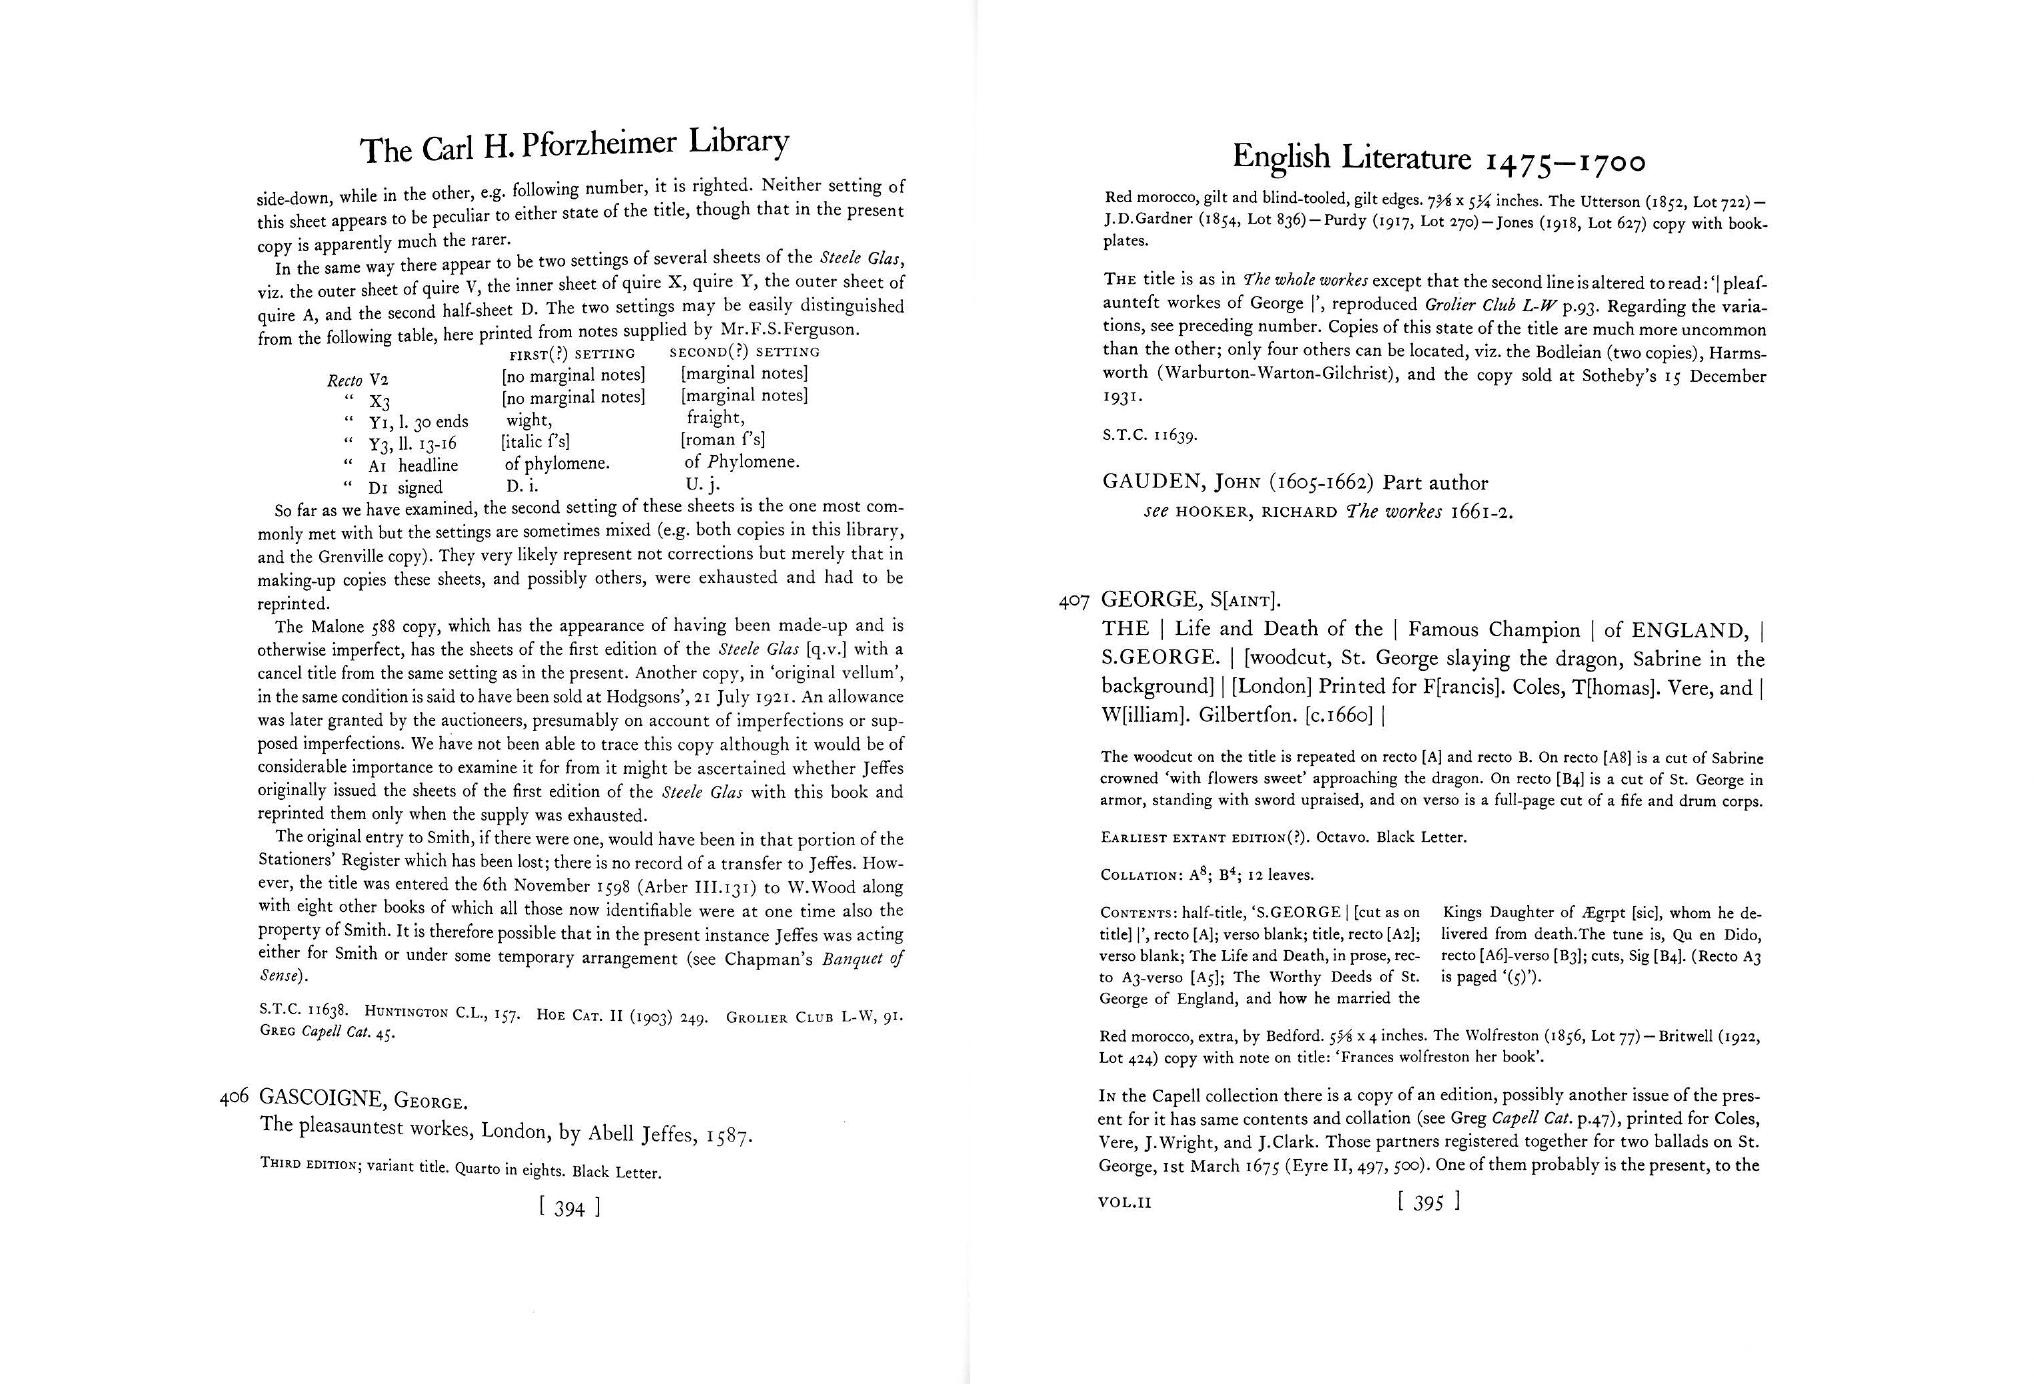 The Carl H. Pforzheimer Library
side-down, while in the other, e.g. following number, it is righted. Neither setting of
this sheet appears to be peculiar to either state of the title, though that in the present
copy is apparently much the rarer.
In the same way there appear to be two settings of several sheets of the Steele Glas,
viz. the outer sheet of quire V, the inner sheet of quire X, quire Y, the outer sheet of
quire A, and the second half-sheet D. The two settings may be easily distinguished
from the following table, here printed from notes supplied by Mr.F.S.Ferguson.
FIRST(?) SETTING SECOND(?) SETTING
Recto V2 [no marginal notes] [marginal notes]
“ X3 [no marginal notes] [marginal notes]
“ Y1, l. 30 ends wight, fraight,
“ Y3, ll. 13-16 [italic f's] [roman f's]
“ A1 headline of phylomene. of Phylomene.
“ D1 signed D. i. U. j.
So far as we have examined, the second setting of these sheets is the one most com-
monly met with but the settings are sometimes mixed (e.g. both copies in this library,
and the Grenville copy). They very likely represent not corrections but merely that in
making-up copies these sheets, and possibly others, were exhausted and had to be
reprinted.
The Malone 588 copy, which has the appearance of having been made-up and is
otherwise imperfect, has the sheets of the first edition of the Steele Glas [q.v.] with a
cancel title from the same setting as in the present. Another copy, in ‘original vellum’,
in the same condition is said to have been sold at Hodgsons’, 21 July 1921. An allowance
was later granted by the auctioneers, presumably on account of imperfections or sup-
posed imperfections. We have not been able to trace this copy although it would be of
considerable importance to examine it for from it might be ascertained whether Jeffes
originally issued the sheets of the first edition of the Steele Glas with this book and
reprinted them only when the supply was exhausted.
The original entry to Smith, if there were one, would have been in that portion of the
Stationers’ Register which has been lost; there is no record of a transfer to Jeffes. How-
ever, the title was entered the 6th November 1598 (Arber III.131) to W.Wood along
with eight other books of which all those now identifiable were at one time also the
property of Smith. It is therefore possible that in the present instance Jeffes was acting
either for Smith or under some temporary arrangement (see Chapman’s Banquet of
Sense).
S.T.C. 11638. HUNTINGTON C.L., 157. HOE CAT. II (1903) 249. GROLIER CLUB L-W, 91.
GREG Capell Cat. 45.
406 GASCOIGNE, GEORGE.
The pleasauntest workes, London, by Abell Jeffes, 1587.
THIRD EDITION; variant title. Quarto in eights. Black Letter.
[ 394 ]
English Literature 1475–1700
Red morocco, gilt and blind-tooled, gilt edges. 7⅜ x 5¼ inches. The Utterson (1852, Lot 722)—
J.D.Gardner (1854, Lot 836)—Purdy (1917, Lot 270)—Jones (1918, Lot 627) copy with book-
plates.
THE title is as in The whole workes except that the second line is altered to read: ‘| pleaſ-
aunteſt workes of George |’, reproduced Grolier Club L-W p.93. Regarding the varia-
tions, see preceding number. Copies of this state of the title are much more uncommon
than the other; only four others can be located, viz. the Bodleian (two copies), Harms-
worth (Warburton-Warton-Gilchrist), and the copy sold at Sotheby’s 15 December
1931.
S.T.C. 11639.
GAUDEN, JOHN (1605-1662) Part author
see HOOKER, RICHARD The workes 1661-2.
407 GEORGE, S[AINT].
THE | Life and Death of the | Famous Champion | of ENGLAND, |
S.GEORGE. | [woodcut, St. George slaying the dragon, Sabrine in the
background] | [London] Printed for F[rancis]. Coles, T[homas]. Vere, and |
W[illiam]. Gilbertſon. [c.1660] |
The woodcut on the title is repeated on recto [A] and recto B. On recto [A8] is a cut of Sabrine
crowned ‘with flowers sweet’ approaching the dragon. On recto [B4] is a cut of St. George in
armor, standing with sword upraised, and on verso is a full-page cut of a fife and drum corps.
EARLIEST EXTANT EDITION(?). Octavo. Black Letter.
COLLATION: A⁸; B⁴; 12 leaves.
CONTENTS: half-title, ‘S.GEORGE | [cut as on
title] |’, recto [A]; verso blank; title, recto [A2];
verso blank; The Life and Death, in prose, rec-
to A3-verso [A5]; The Worthy Deeds of St.
George of England, and how he married the
Kings Daughter of Ægrpt [sic], whom he de-
livered from death.The tune is, Qu en Dido,
recto [A6]-verso [B3]; cuts, Sig [B4]. (Recto A3
is paged ‘(5)’).
Red morocco, extra, by Bedford. 5⅝ x 4 inches. The Wolfreston (1856, Lot 77)—Britwell (1922,
Lot 424) copy with note on title: ‘Frances wolfreston her book’.
IN the Capell collection there is a copy of an edition, possibly another issue of the pres-
ent for it has same contents and collation (see Greg Capell Cat. p.47), printed for Coles,
Vere, J.Wright, and J.Clark. Those partners registered together for two ballads on St.
George, 1st March 1675 (Eyre II, 497, 500). One of them probably is the present, to the
VOL.II [ 395 ]